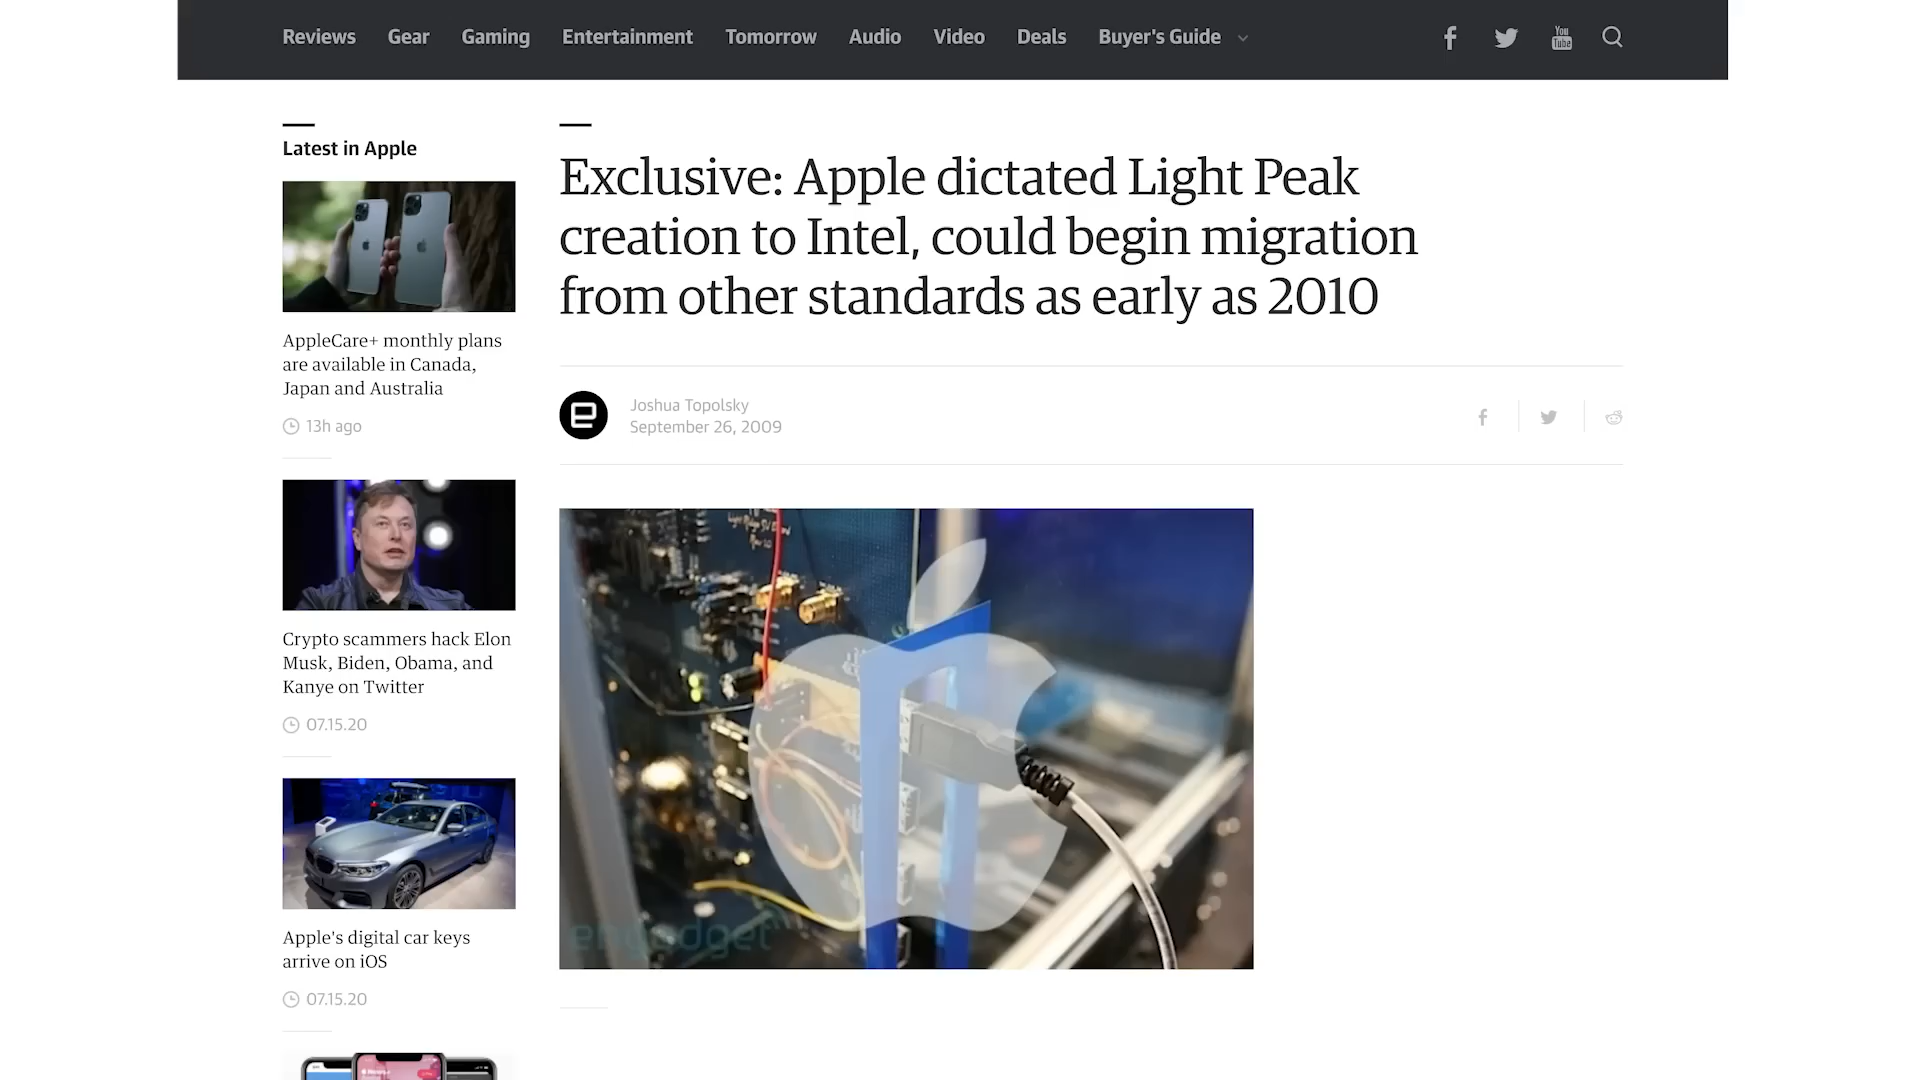 Reviews
Gear
Gaming
Entertainment
Tomorrow
Audio
Video
Deals
Buyer's Guide
You
Tube
Latest in Apple
AppleCare+ monthly plans
are available in Canada,
Japan and Australia
13h ago
Crypto scammers hack Elon
Musk, Biden, Obama, and
Kanye on Twitter
07.15.20
Apple's digital car keys
arrive on iOS
07.15.20
Exclusive: Apple dictated Light Peak
creation to Intel, could begin migration
from other standards as early as 2010
Joshua Topolsky
September 26, 2009
engadget